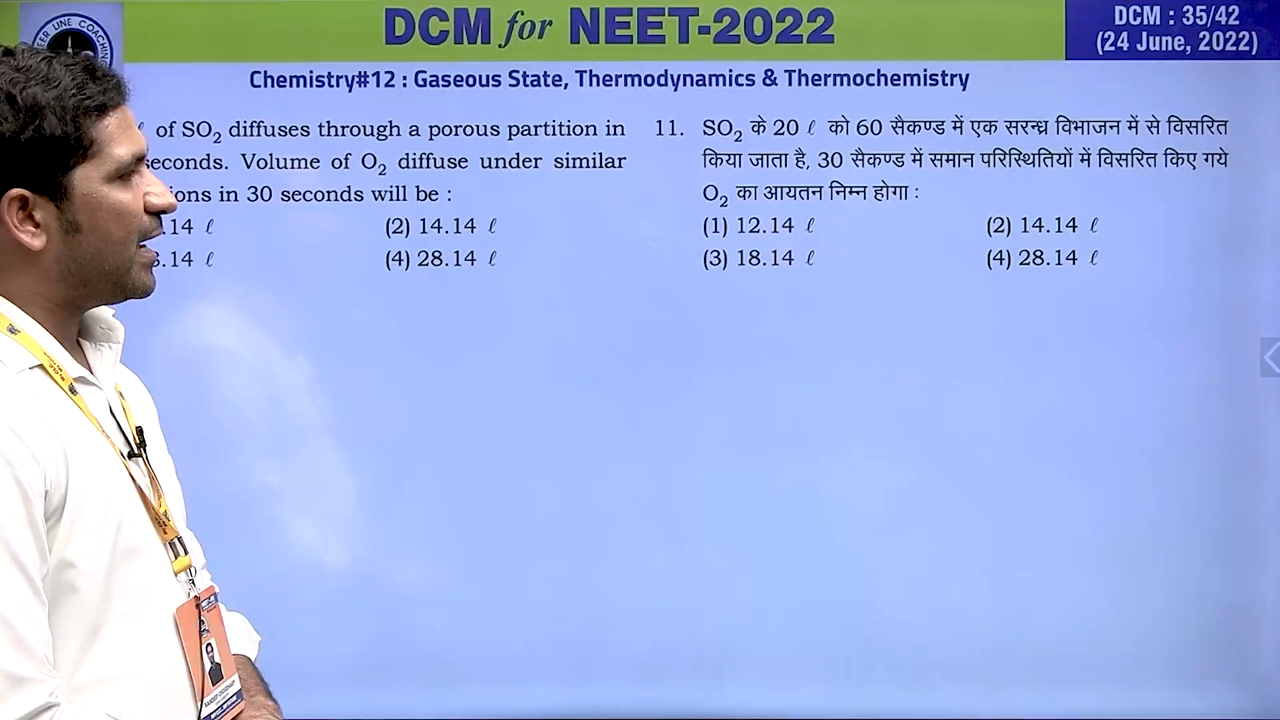 DCM for NEET-2022
DCM : 35/42
(24 June, 2022)
Chemistry#12 : Gaseous State, Thermodynamics & Thermochemistry
ℓ of SO₂ diffuses through a porous partition in
seconds. Volume of O₂ diffuse under similar
in 30 seconds will be :
.14 ℓ (2) 14.14 ℓ
.14 ℓ (4) 28.14 ℓ
11. SO₂ के 20 ℓ को 60 सैकण्ड में एक सरन्ध्र विभाजन में से विसरित
किया जाता है, 30 सैकण्ड में समान परिस्थितियों में विसरित किए गये
O₂ का आयतन निम्न होगा :
(1) 12.14 ℓ (2) 14.14 ℓ
(3) 18.14 ℓ (4) 28.14 ℓ